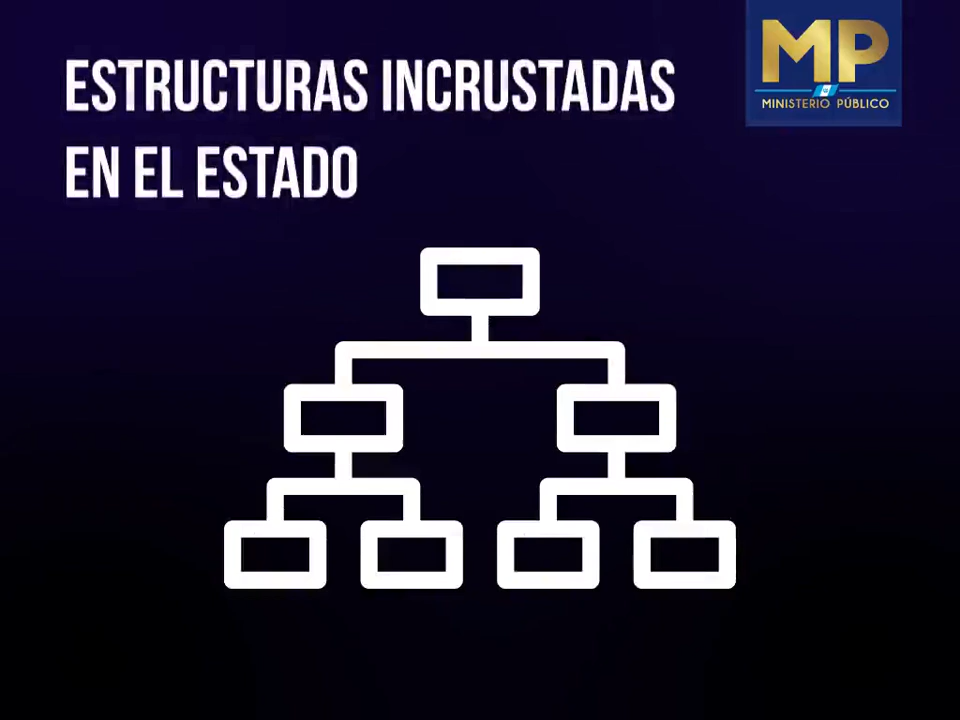 ESTRUCTURAS INCRUSTADAS
EN EL ESTADO
MP
MINISTERIO PÚBLICO